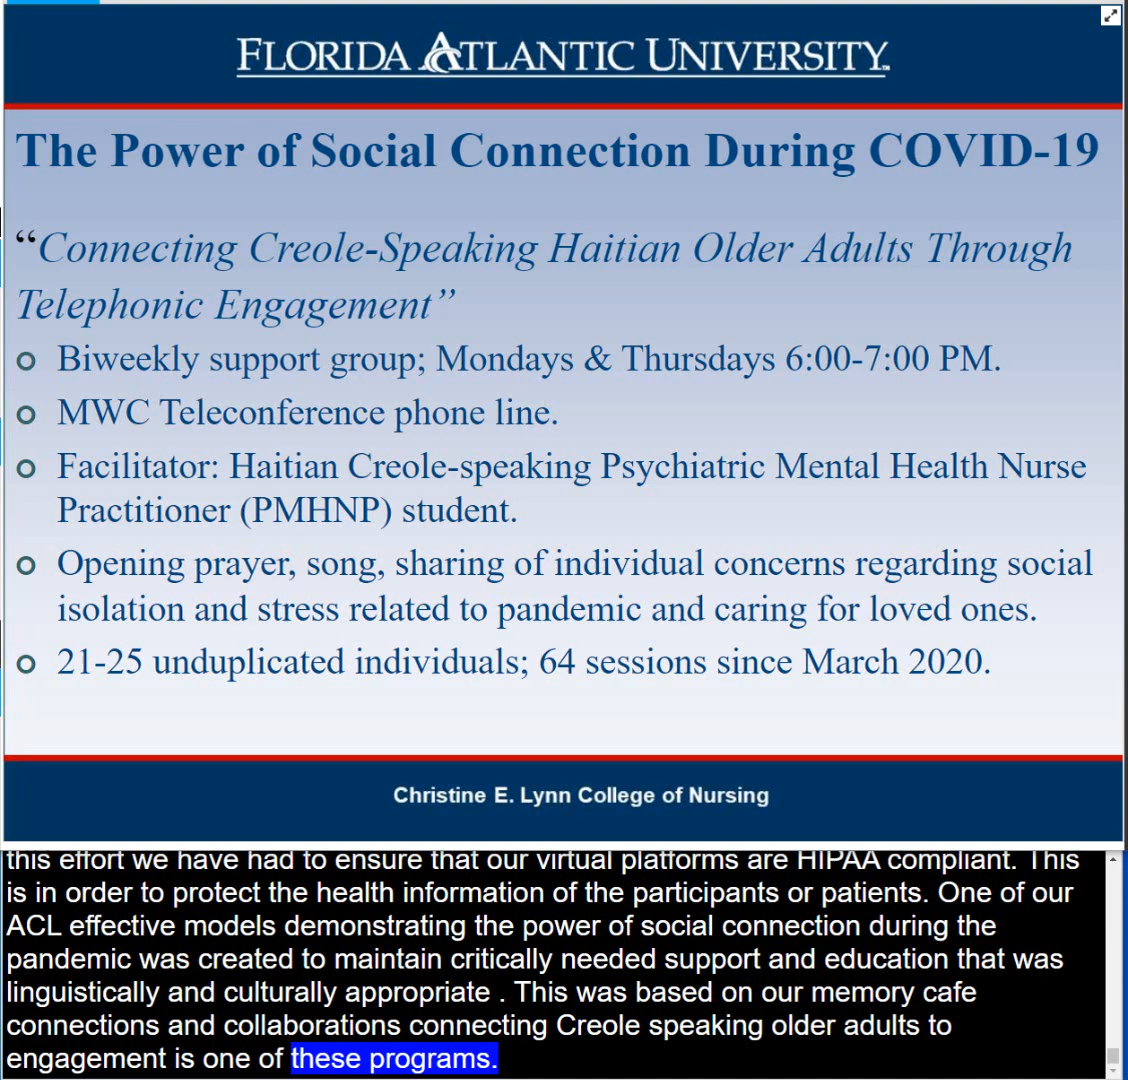 FLORIDA ATLANTIC UNIVERSITY™
The Power of Social Connection During COVID-19
“Connecting Creole-Speaking Haitian Older Adults Through
Telephonic Engagement”
Biweekly support group; Mondays & Thursdays 6:00-7:00 PM.
MWC Teleconference phone line.
Facilitator: Haitian Creole-speaking Psychiatric Mental Health Nurse
Practitioner (PMHNP) student.
Opening prayer, song, sharing of individual concerns regarding social
isolation and stress related to pandemic and caring for loved ones.
21-25 unduplicated individuals; 64 sessions since March 2020.
Christine E. Lynn College of Nursing
this effort we have had to ensure that our virtual platforms are HIPAA compliant. This
is in order to protect the health information of the participants or patients. One of our
ACL effective models demonstrating the power of social connection during the
pandemic was created to maintain critically needed support and education that was
linguistically and culturally appropriate . This was based on our memory cafe
connections and collaborations connecting Creole speaking older adults to
engagement is one of these programs.